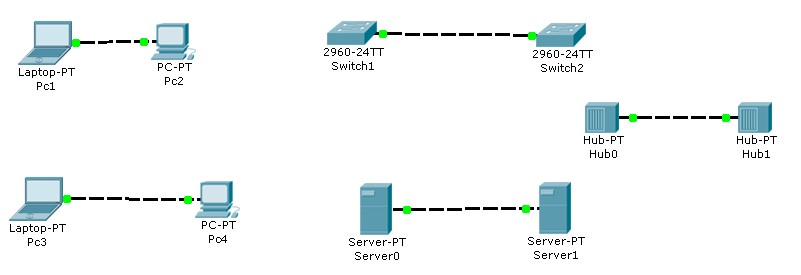 Laptop-PT
Pc1
PC-PT
Pc2
2960-24TT
Switch1
2960-24TT
Switch2
Hub-PT
Hub0
Hub-PT
Hub1
Laptop-PT
Pc3
PC-PT
Pc4
Server-PT
Server0
Server-PT
Server1